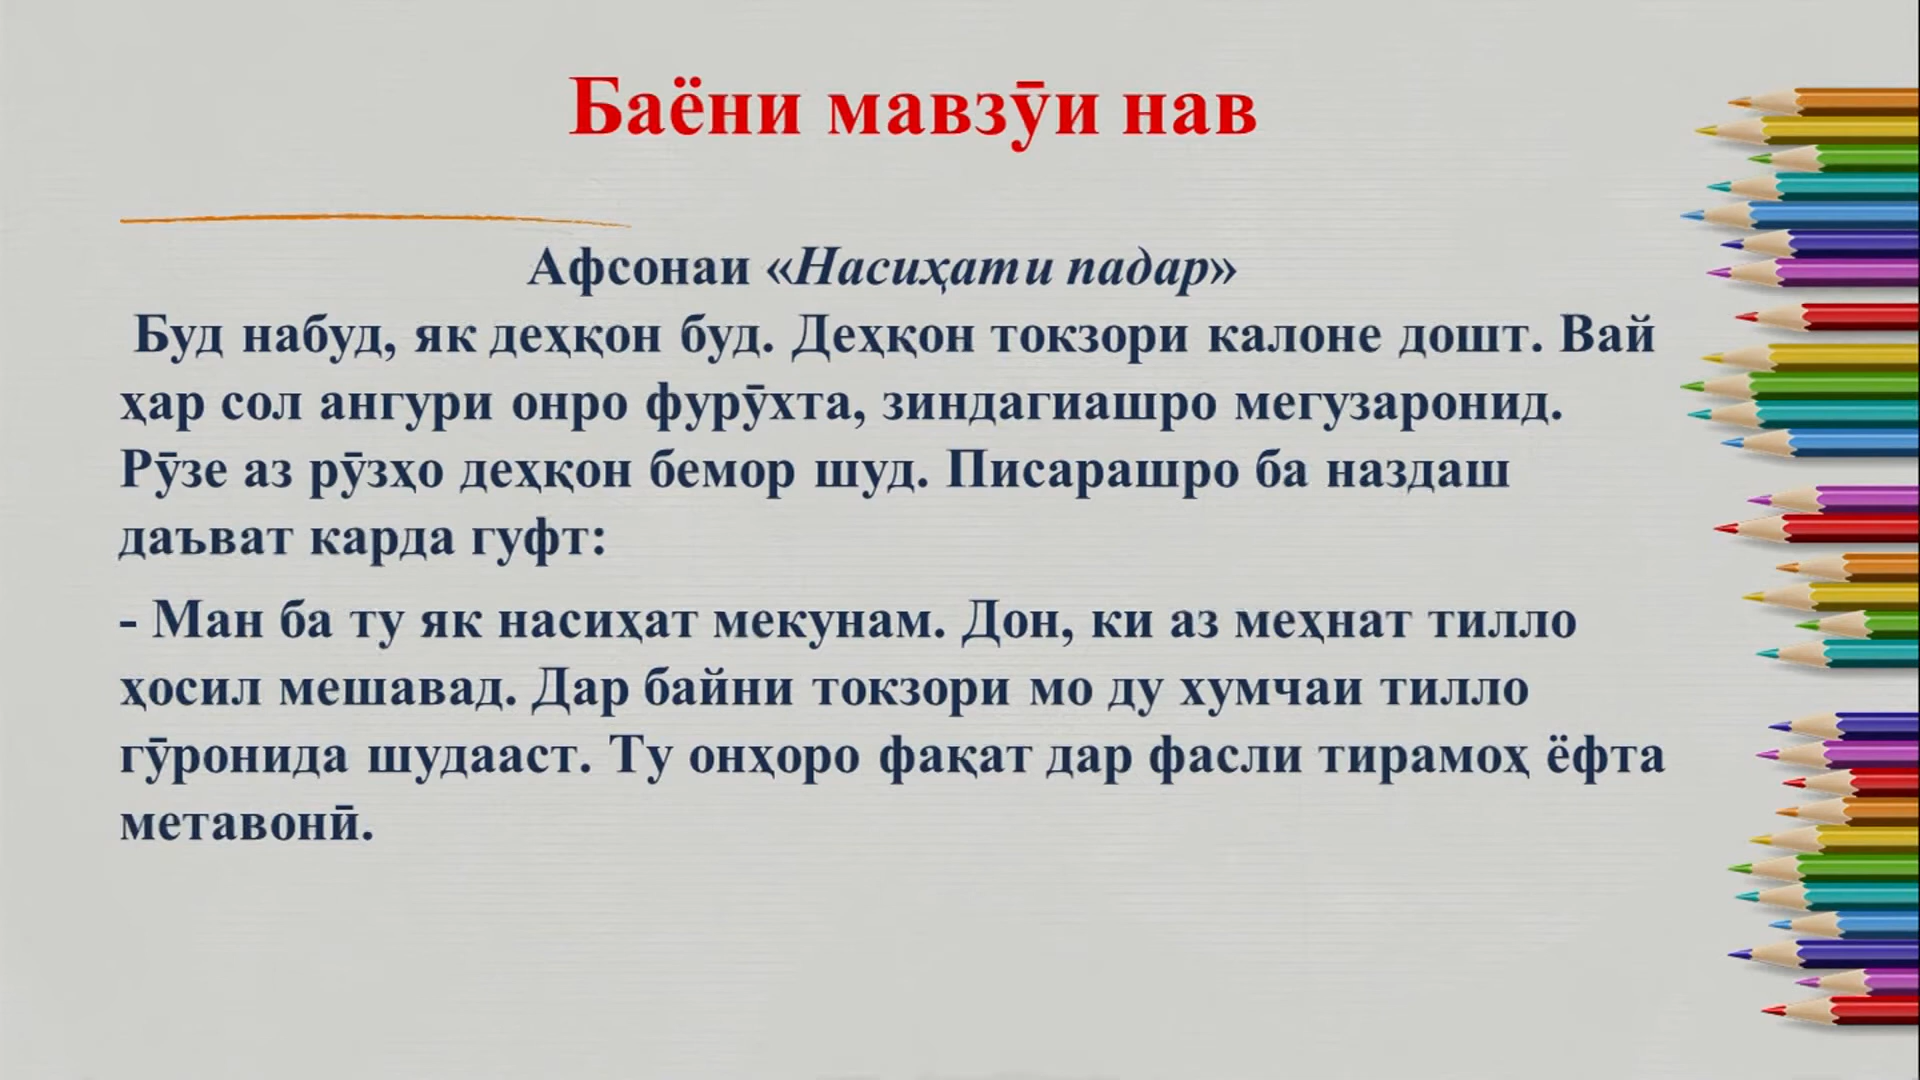 Баёни мавзӯи нав
Афсонаи «Насиҳати падар»
Буд набуд, як деҳқон буд. Деҳқон токзори калоне дошт. Вай
ҳар сол ангури онро фурӯхта, зиндагиашро мегузаронид.
Рӯзе аз рӯзҳо деҳқон бемор шуд. Писарашро ба наздаш
даъват карда гуфт:
- Ман ба ту як насиҳат мекунам. Дон, ки аз меҳнат тилло
ҳосил мешавад. Дар байни токзори мо ду хумчаи тилло
гӯронида шудааст. Ту онҳоро фақат дар фасли тирамоҳ ёфта
метавонӣ.